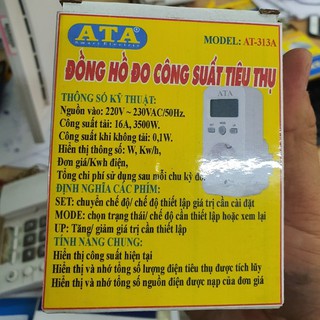 ATA®
Smart Electric
MODEL: AT-313A
ĐỒNG HỒ ĐO CÔNG SUẤT TIÊU THỤ
THÔNG SỐ KỸ THUẬT:
Nguồn vào: 220V ~ 230VAC/50Hz,
Công suất tải: 16A, 3500W.
Công suất khi không tải: 0,1W.
Hiển thị thông số: W, Kw/h,
Đơn giá/Kwh điện,
Tổng chi phí sử dụng sau mỗi chu kỳ đo
ĐỊNH NGHĨA CÁC PHÍM:
SET: chuyển chế độ/ chế độ thiết lập giá trị cần cài đặt
MODE: chọn trạng thái/ chế độ cần thiết lập hoặc xem lại
UP: Tăng/ giảm giá trị cần thiết lập
TÍNH NĂNG CHUNG:
Hiển thị công suất hiện tại
Hiển thị và nhớ tổng số lượng điện tiêu thụ được tích lũy
Hiển thị và nhớ tổng số nguồn điện được nạp của đơn giá
ATA